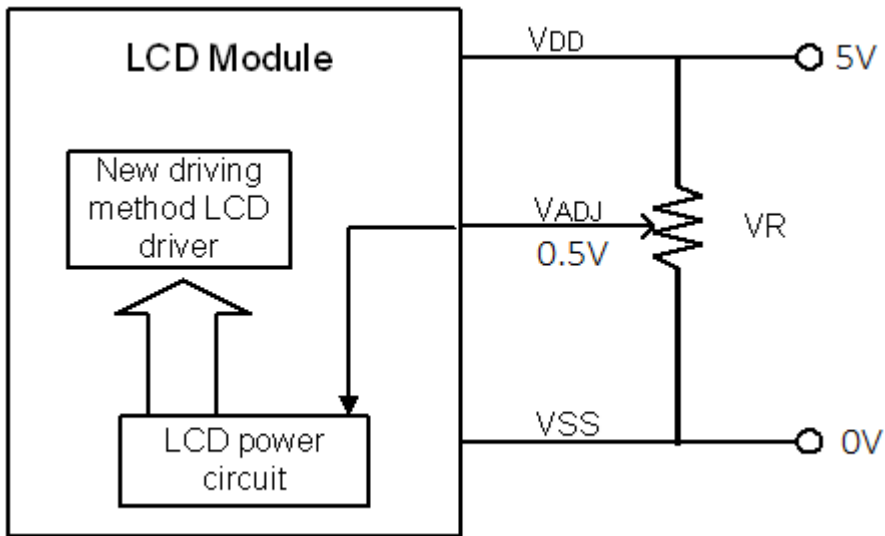 LCD Module
VDD
5V
New driving
method LCD
driver
VADJ
0.5V
VR
LCD power
circuit
VSS
0V